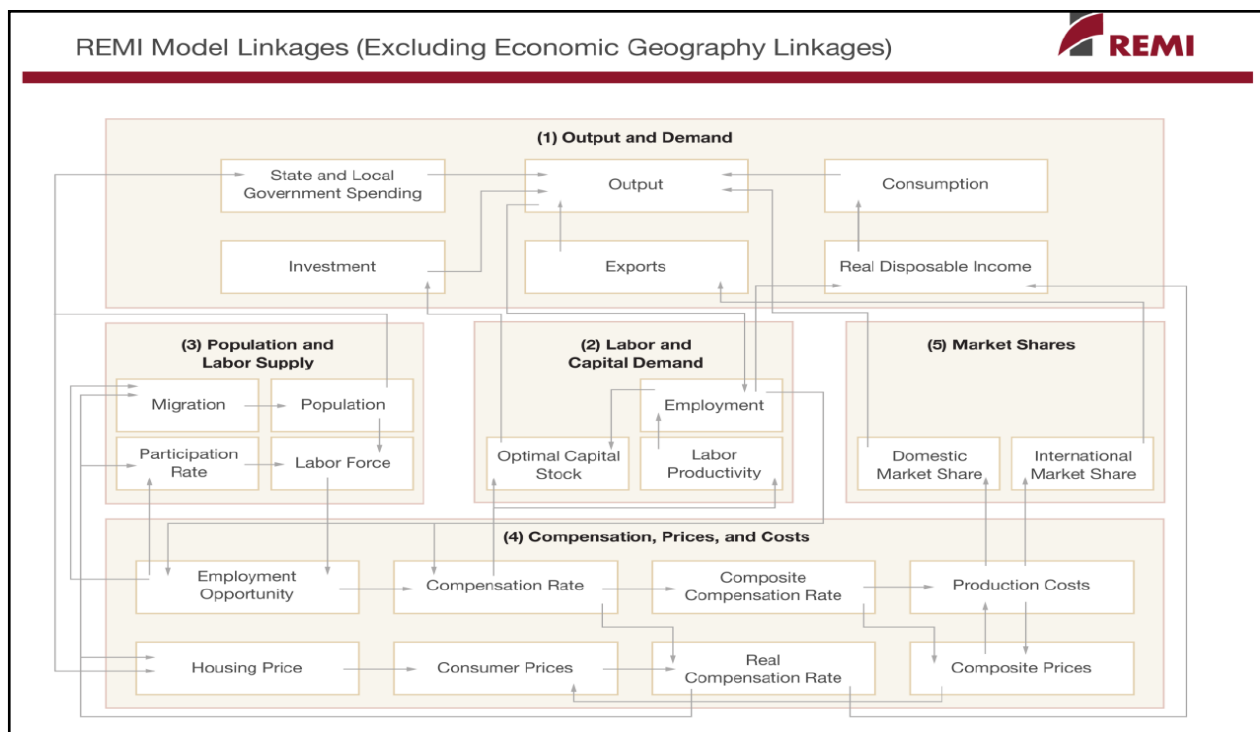 REMI Model Linkages (Excluding Economic Geography Linkages)
REMI
(1) Output and Demand
State and Local
Government Spending
Output
Consumption
Investment
Exports
Real Disposable Income
(3) Population and
Labor Supply
Migration
Population
Participation
Rate
Labor Force
(2) Labor and
Capital Demand
Employment
Optimal Capital
Stock
Labor
Productivity
(5) Market Shares
Domestic
Market Share
International
Market Share
(4) Compensation, Prices, and Costs
Employment
Opportunity
Compensation Rate
Composite
Compensation Rate
Production Costs
Housing Price
Consumer Prices
Real
Compensation Rate
Composite Prices